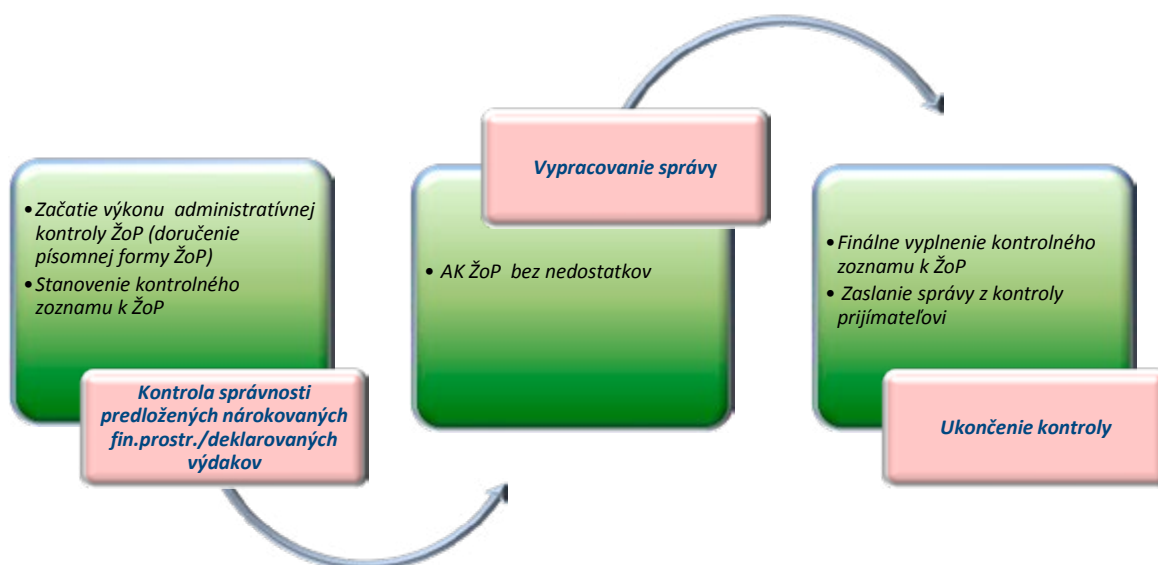 •Začatie výkonu administratívnej
kontroly ŽoP (doručenie
písomnej formy ŽoP)
•Stanovenie kontrolného
zoznamu k ŽoP
Kontrola správnosti
predložených nárokovaných
fin.prostr./deklarovaných
výdakov
Vypracovanie správy
• AK ŽoP bez nedostatkov
•Finálne vyplnenie kontrolného
zoznamu k ŽoP
• Zaslanie správy z kontroly
prijímateľovi
Ukončenie kontroly